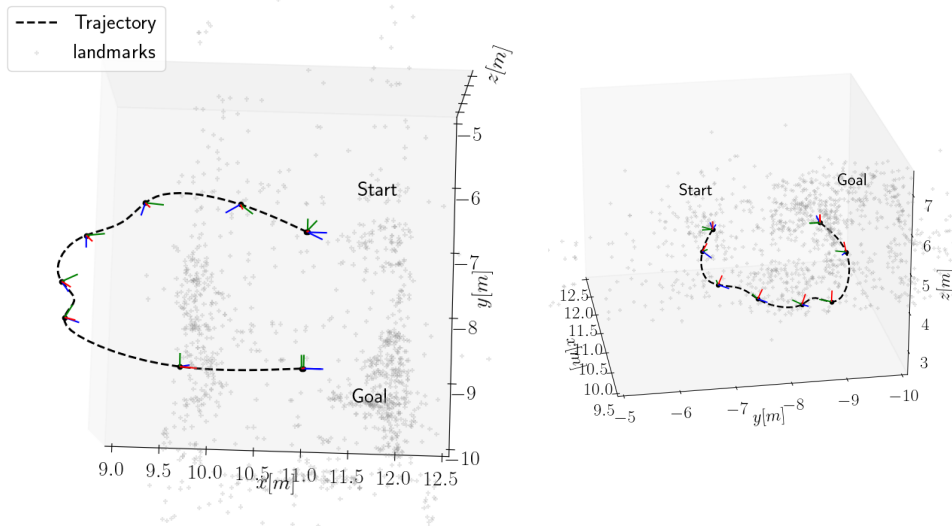 Trajectory
landmarks
z[m]
−5
−6
−7
−8
−9
−10
y[m]
Start
Goal
9.0 9.5 10.0 10.5 11.0 11.5 12.0 12.5
x[m]
Start
Goal
7
6
5
4
3
z[m]
12.5
12.0
11.5
11.0
10.5
10.0
9.5
x[m]
−5 −6 −7 −8 −9 −10
y[m]